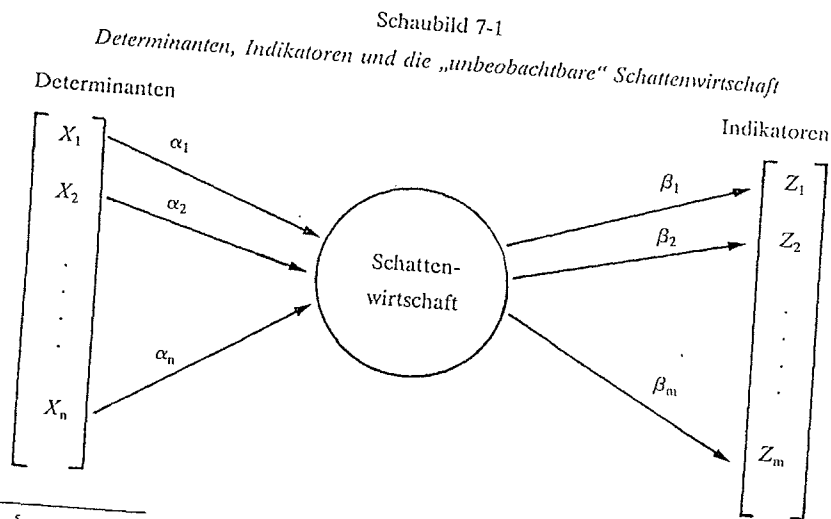 Schaubild 7-1
Determinanten, Indikatoren und die „unbeobachtbare“ Schattenwirtschaft
Determinanten
Indikatoren
X₁
α₁
β₁
Z₁
X₂
α₂
β₂
Z₂
Schatten-
wirtschaft
αₙ
βₘ
Xₙ
Zₘ